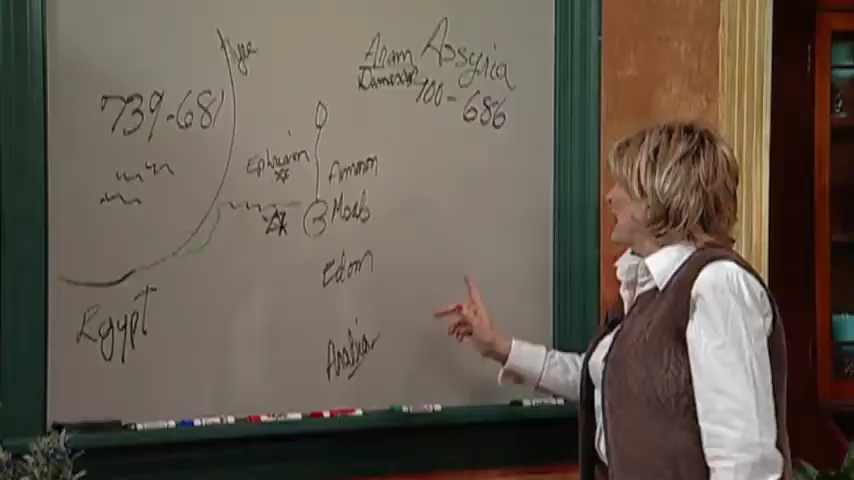 Tyre
Aram
Damascus
Assyria
700-686
739-681
Ephraim
Ammon
Moab
Edom
Egypt
Arabia